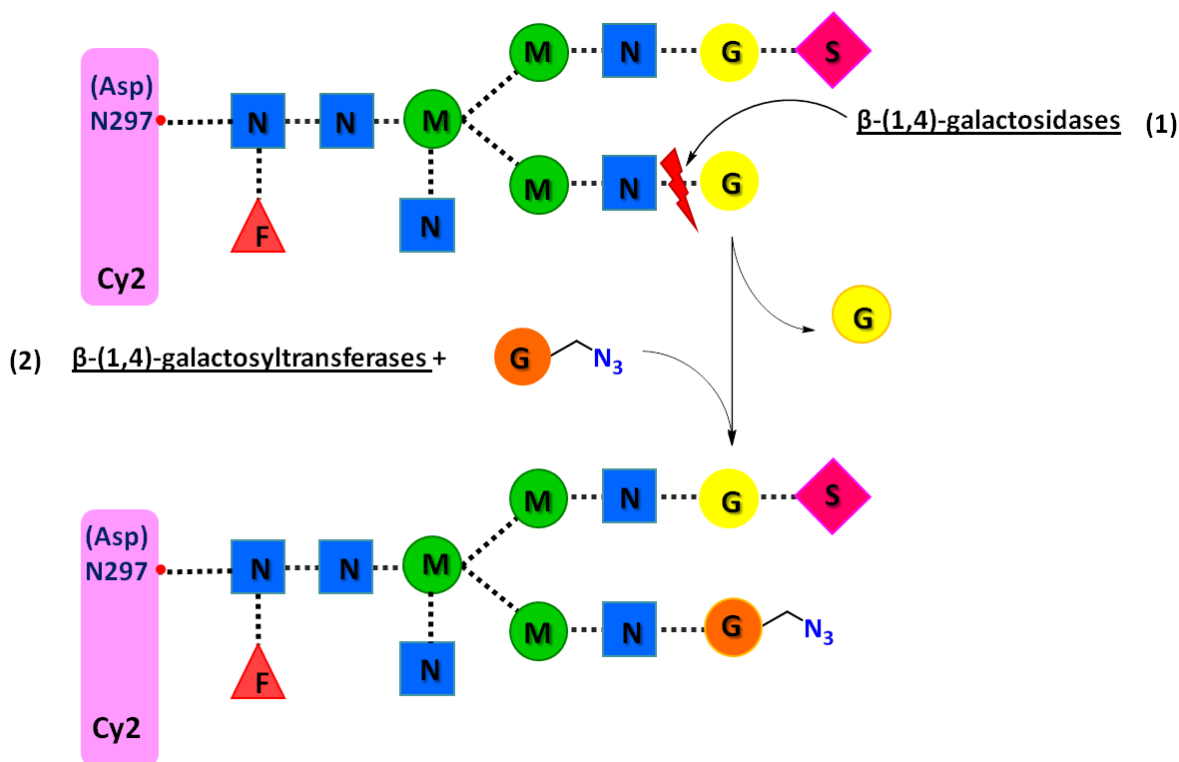 M N G S
(Asp)
N297 N N M
β-(1,4)-galactosidases (1)
M N G
F N
Cy2
G
(2) β-(1,4)-galactosyltransferases + G N₃
M N G S
(Asp)
N297 N N M
M N G N₃
F N
Cy2